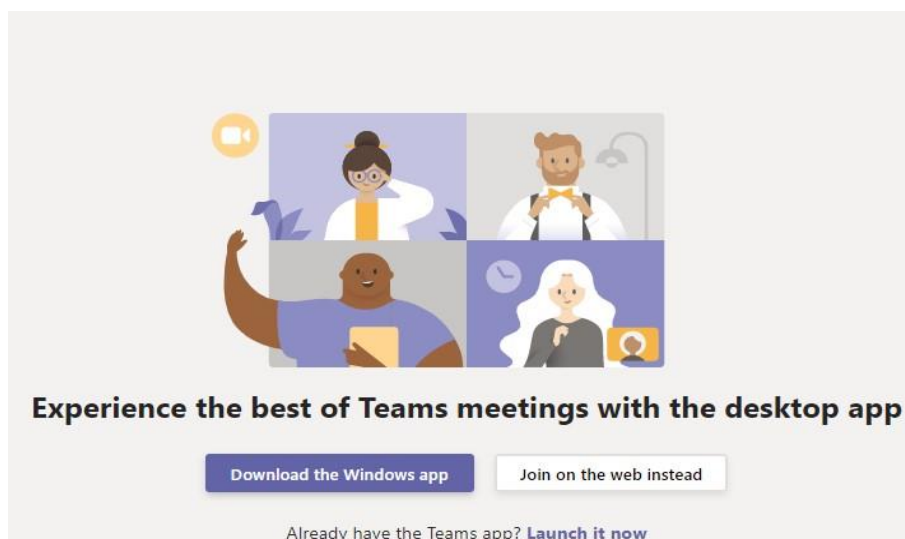 Experience the best of Teams meetings with the desktop app
Download the Windows app
Join on the web instead
Already have the Teams app? Launch it now